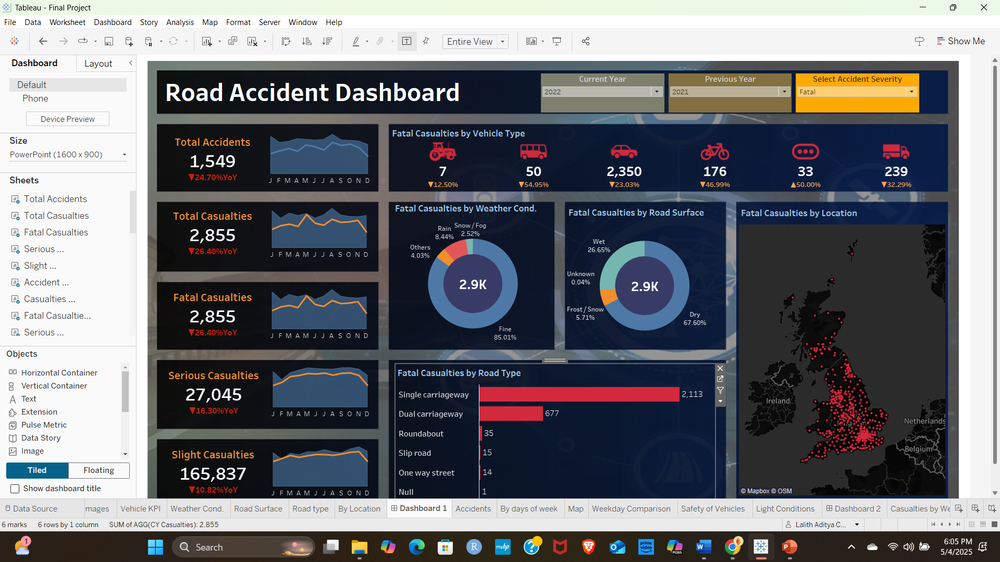 Tableau - Final Project
File Data Worksheet Dashboard Story Analysis Map Format Server Window Help
Entire View
Show Me
Dashboard Layout
Default
Phone
Device Preview
Size
PowerPoint (1600 x 900)
Sheets
Total Accidents
Total Casualties
Fatal Casualties
Serious ...
Slight ...
Accident ...
Casualties ...
Fatal Casualtie...
Serious ...
Objects
Horizontal Container
Vertical Container
Text
Extension
Pulse Metric
Data Story
Image
Tiled Floating
Show dashboard title
Road Accident Dashboard
Current Year
2022
Previous Year
2021
Select Accident Severity
Fatal
Total Accidents
1,549
▼24.70%YoY
J F M A M J J A S O N D
Total Casualties
2,855
▼26.40%YoY
J F M A M J J A S O N D
Fatal Casualties
2,855
▼26.40%YoY
J F M A M J J A S O N D
Serious Casualties
27,045
▼16.30%YoY
J F M A M J J A S O N D
Slight Casualties
165,837
▼10.82%YoY
J F M A M J J A S O N D
Fatal Casualties by Vehicle Type
7 50 2,350 176 33 239
▼12.50% ▼54.95% ▼23.03% ▼46.99% ▲50.00% ▼32.29%
Fatal Casualties by Weather Cond.
Snow / Fog
2.52%
Rain
8.44%
Others
4.03%
2.9K
Fine
85.01%
Fatal Casualties by Road Surface
Wet
26.65%
Unknown
0.04%
2.9K
Frost / Snow
5.71%
Dry
67.60%
Fatal Casualties by Location
Ireland
Netherlands
Belgium
© Mapbox © OSM
Fatal Casualties by Road Type
Single carriageway 2,113
Dual carriageway 677
Roundabout 35
Slip road 15
One way street 14
Null 1
Data Source mages Vehicle KPI Weather Cond. Road Surface Road type By Location Dashboard 1 Accidents By days of week Map Weekday Comparison Safety of Vehicles Light Conditions Dashboard 2 Casualties by We
6 marks 6 rows by 1 column SUM of AGG(CY Casualties): 2,855
Lalith Aditya C...
1
Search
R
myhp
prime video
M365
W
P
6:05 PM
5/4/2025